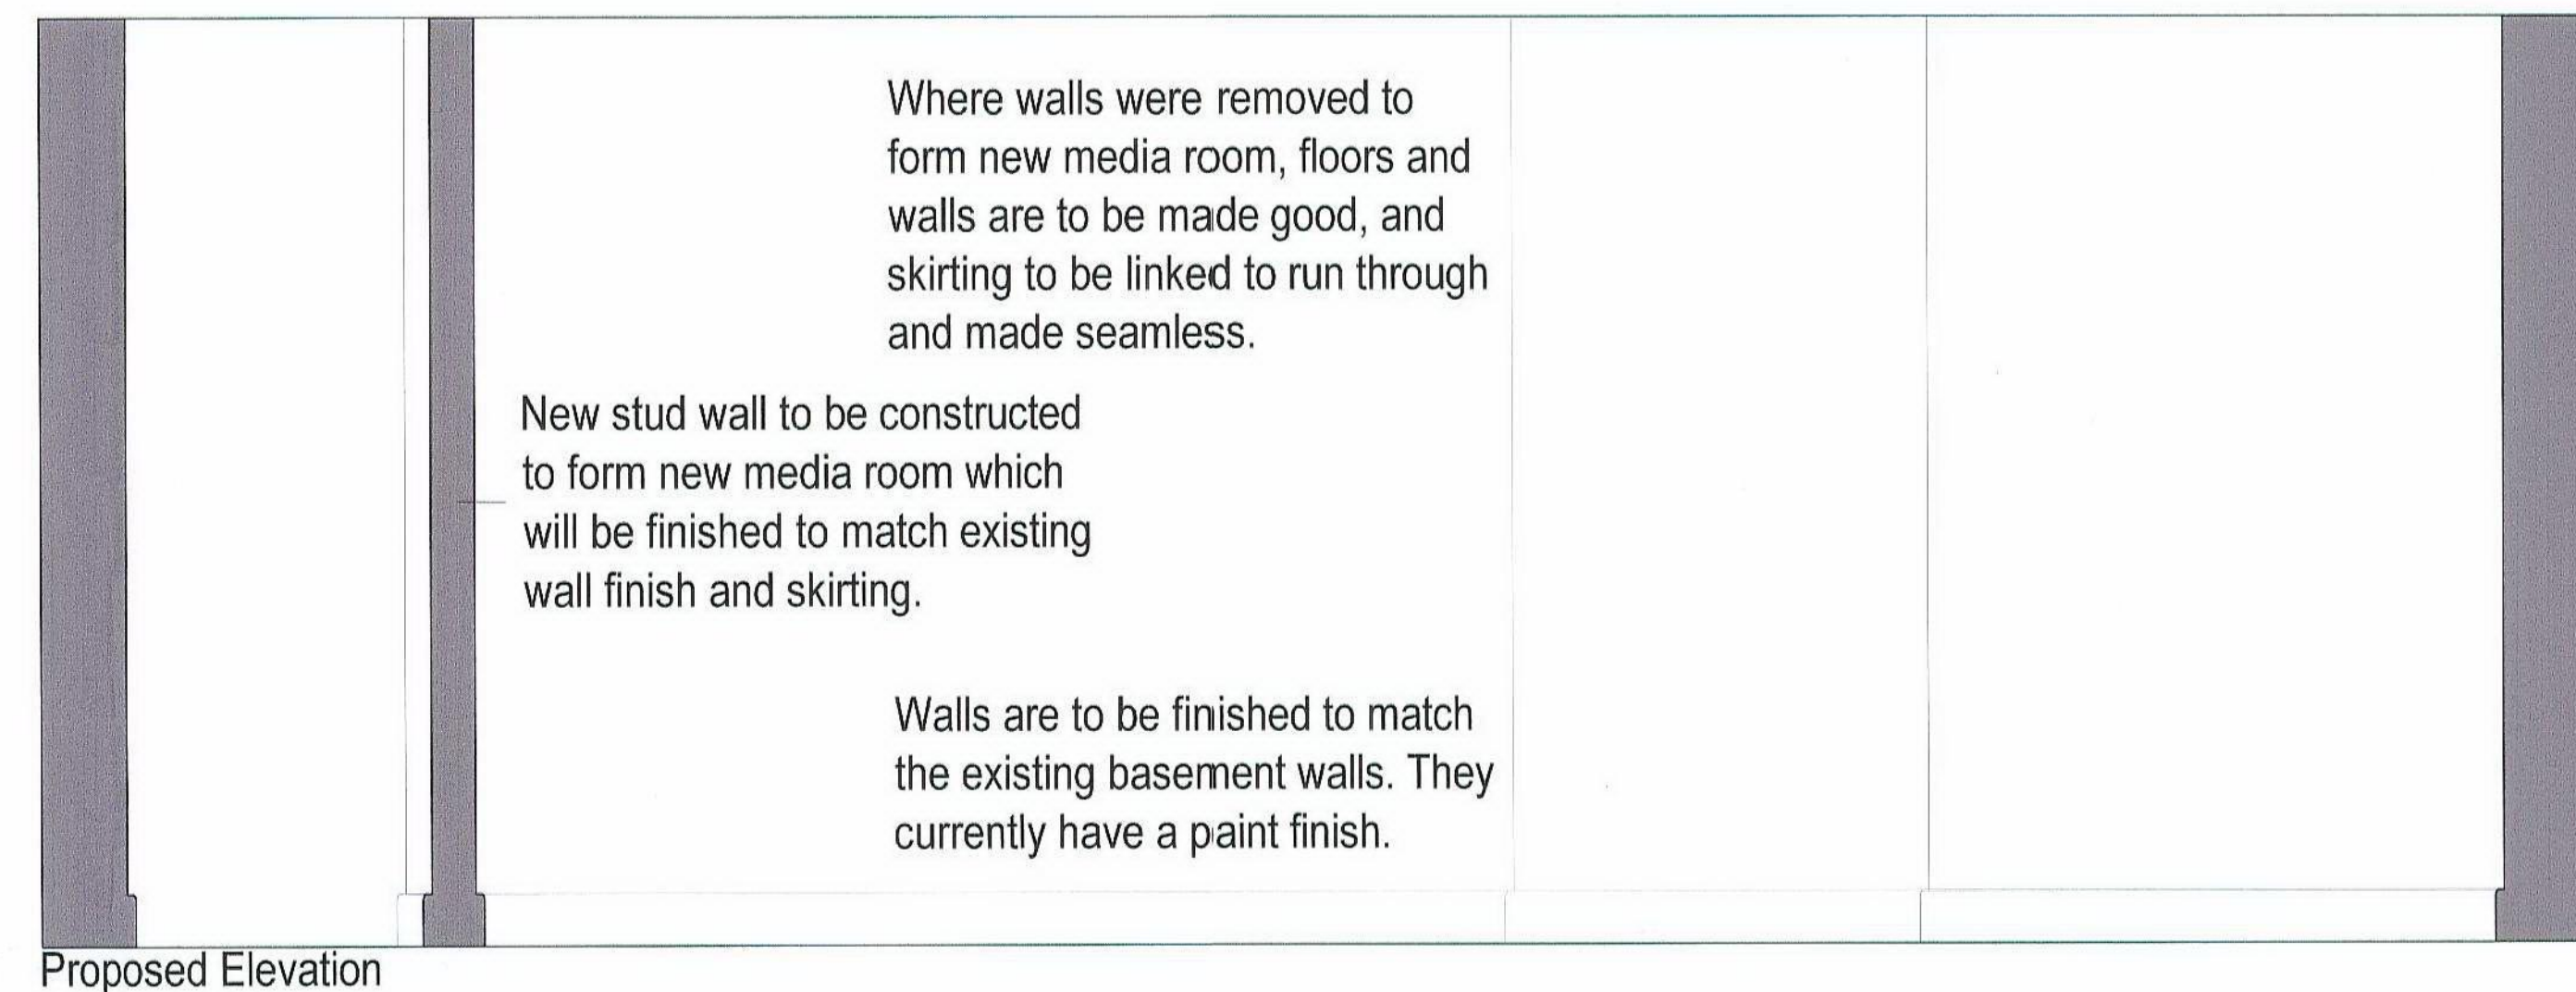 Where walls were removed to
form new media room, floors and
walls are to be made good, and
skirting to be linked to run through
and made seamless.
New stud wall to be constructed
to form new media room which
will be finished to match existing
wall finish and skirting.
Walls are to be finished to match
the existing basement walls. They
currently have a paint finish.
Proposed Elevation